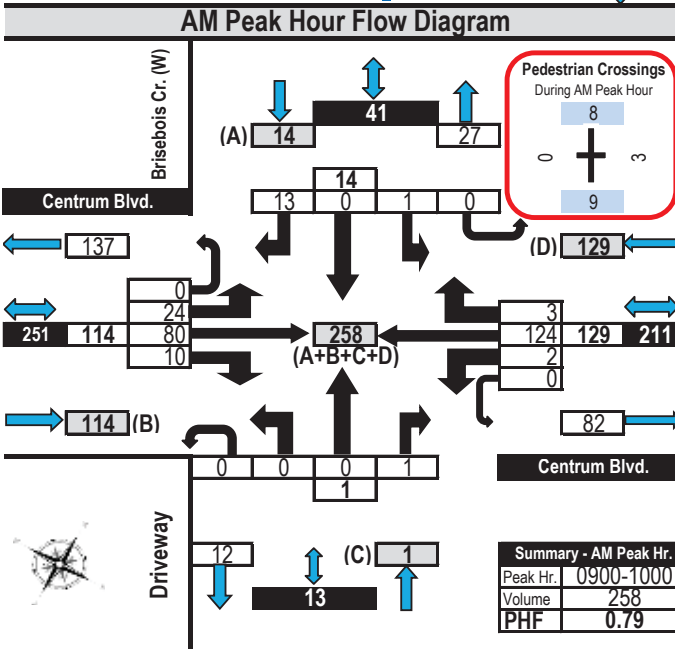 AM Peak Hour Flow Diagram
Brisebois Cr. (W)
Pedestrian Crossings
During AM Peak Hour
8
0 3
9
41
(A) 14 27
14
13 0 1 0
Centrum Blvd.
137
(D) 129
0
24
251 114 80
10
258
(A+B+C+D)
3
124 129 211
2
0
114 (B)
82
0 0 0 1
1
Centrum Blvd.
Driveway
12
(C) 1
13
Summary - AM Peak Hr.
Peak Hr. 0900-1000
Volume 258
PHF 0.79